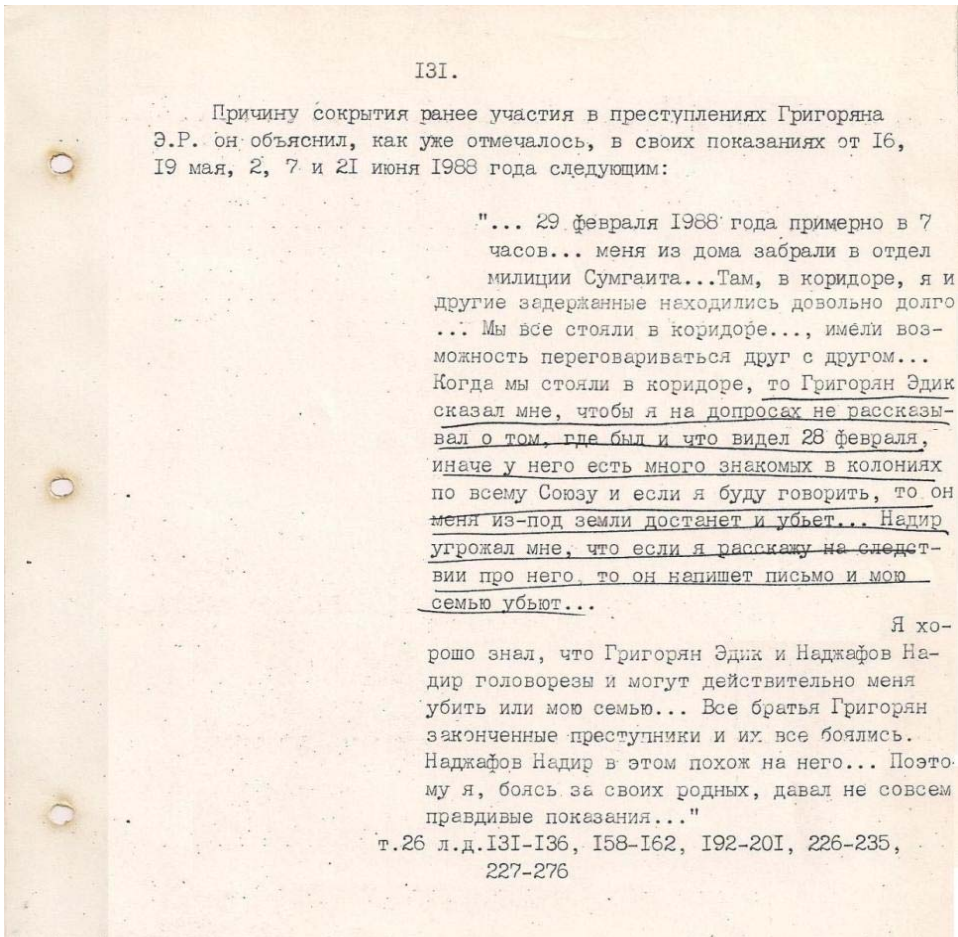 I3I.
Причину сокрытия ранее участия в преступлениях Григоряна
Э.Р. он объяснил, как уже отмечалось, в своих показаниях от I6,
I9 мая, 2, 7 и 2I июня I988 года следующим:
"... 29 февраля I988 года примерно в 7
часов... меня из дома забрали в отдел
милиции Сумгаита...Там, в коридоре, я и
другие задержанные находились довольно долго
... Мы все стояли в коридоре..., имели воз-
можность переговариваться друг с другом...
Когда мы стояли в коридоре, то Григорян Эдик
сказал мне, чтобы я на допросах не рассказы-
вал о том, где был и что видел 28 февраля,
иначе у него есть много знакомых в колониях
по всему Союзу и если я буду говорить, то он
меня из-под земли достанет и убьет... Надир
угрожал мне, что если я расскажу на следст-
вии про него, то он напишет письмо и мою
семью убьют...
Я хо-
рошо знал, что Григорян Эдик и Наджафов На-
дир головорезы и могут действительно меня
убить или мою семью... Все братья Григорян
законченные преступники и их все боялись.
Наджафов Надир в этом похож на него... Поэто-
му я, боясь за своих родных, давал не совсем
правдивые показания..."
т.26 л.д.I3I-I36, I58-I62, I92-20I, 226-235,
227-276